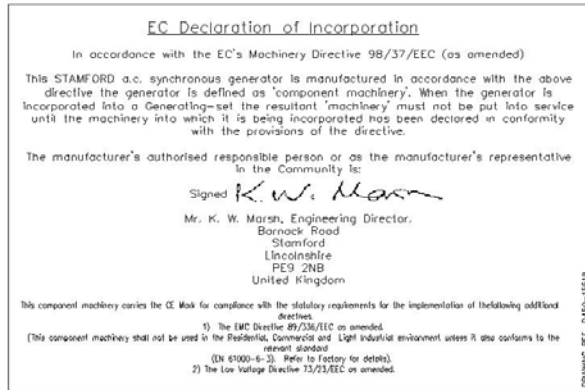 EC Declaration of Incorporation
In accordance with the EC's Machinery Directive 98/37/EEC (as amended)
This STAMFORD a.c. synchronous generator is manufactured in accordance with the above
directive the generator is defined as 'component machinery'. When the generator is
incorporated into a Generating-set the resultant 'machinery' must not be put into service
until the machinery into which it is being incorporated has been declared in conformity
with the provisions of the directive.
The manufacturer's authorised responsible person or as the manufacturer's representative
in the Community is:
Signed K. W. Marsh
Mr. K. W. Marsh, Engineering Director.
Barnack Road
Stamford
Lincolnshire
PE9 2NB
United Kingdom
This component machinery carries the CE Mark for compliance with the statutory requirements for the implementation of thefollowing additional
directives.
1) The EMC Directive 89/336/EEC as amended.
(This component machinery shall not be used in the Residential, Commercial and Light Industrial environment unless it also conforms to the
relevant standard
(EN 61000-6-3). Refer to Factory for details).
2) The Low Voltage Directive 73/23/EEC as amended.
DRAWING REF.